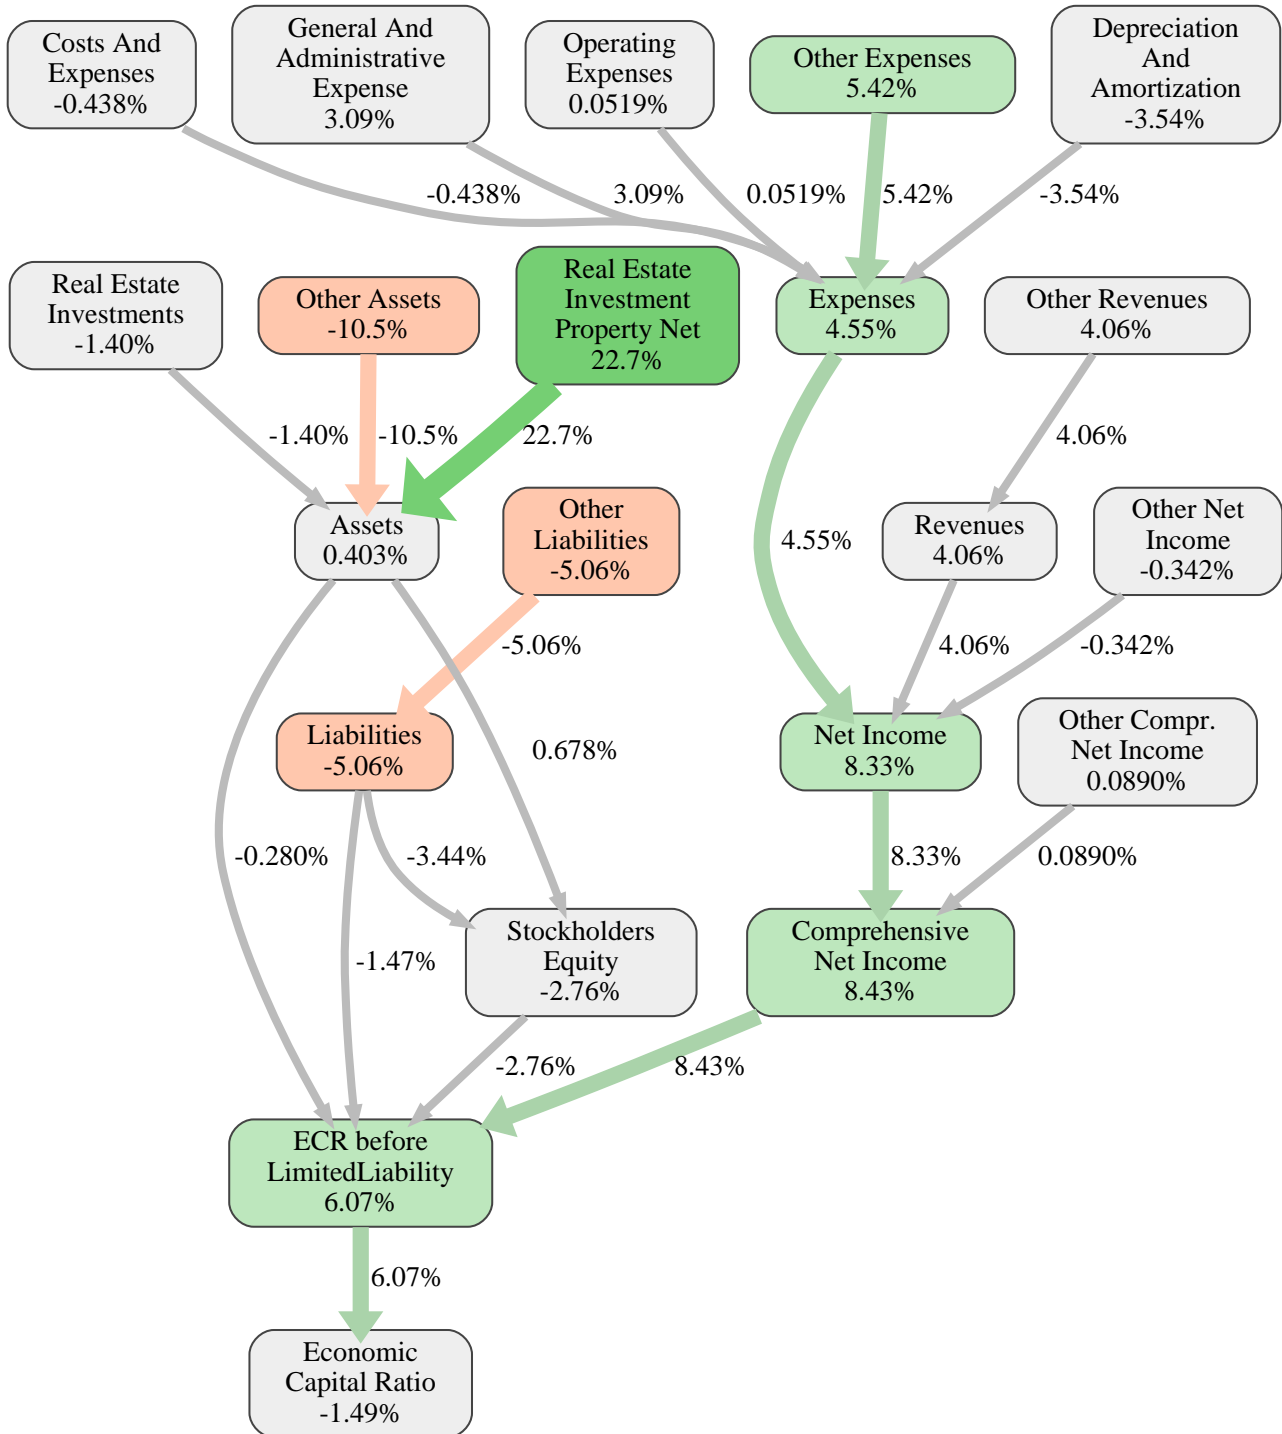 Costs And
Expenses
-0.438%
General And
Administrative
Expense
3.09%
Operating
Expenses
0.0519%
Other Expenses
5.42%
Depreciation
And
Amortization
-3.54%
-0.438%
3.09%
0.0519%
5.42%
-3.54%
Real Estate
Investments
-1.40%
Other Assets
-10.5%
Real Estate
Investment
Property Net
22.7%
Expenses
4.55%
Other Revenues
4.06%
-1.40%
-10.5%
22.7%
4.06%
Assets
0.403%
Other
Liabilities
-5.06%
4.55%
Revenues
4.06%
Other Net
Income
-0.342%
-5.06%
4.06%
-0.342%
Liabilities
-5.06%
0.678%
Net Income
8.33%
Other Compr.
Net Income
0.0890%
-0.280%
-3.44%
8.33%
0.0890%
-1.47%
Stockholders
Equity
-2.76%
Comprehensive
Net Income
8.43%
-2.76%
8.43%
ECR before
LimitedLiability
6.07%
6.07%
Economic
Capital Ratio
-1.49%